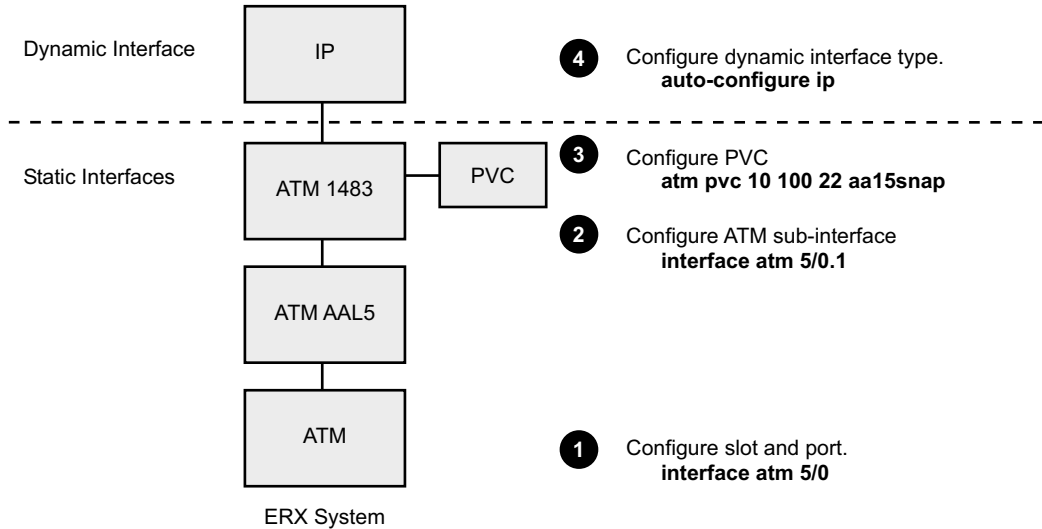 Dynamic Interface
IP
4
Configure dynamic interface type.
auto-configure ip
Static Interfaces
ATM 1483
PVC
3
Configure PVC
atm pvc 10 100 22 aa15snap
2
Configure ATM sub-interface
interface atm 5/0.1
ATM AAL5
ATM
1
Configure slot and port.
interface atm 5/0
ERX System